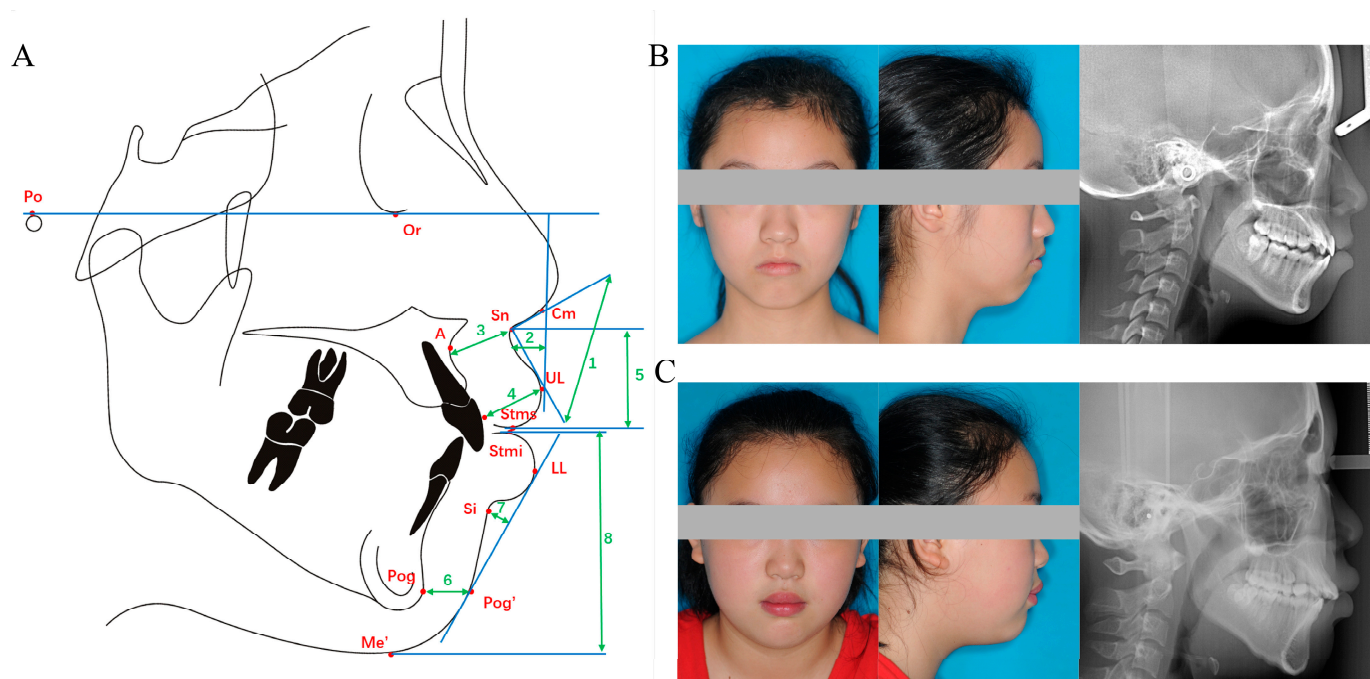 A
B
Po
Or
Sn
Cm
A
3
2
1
5
UL
4
Stms
C
Stmi
LL
Si
7
8
Pog
6
Pog’
Me’